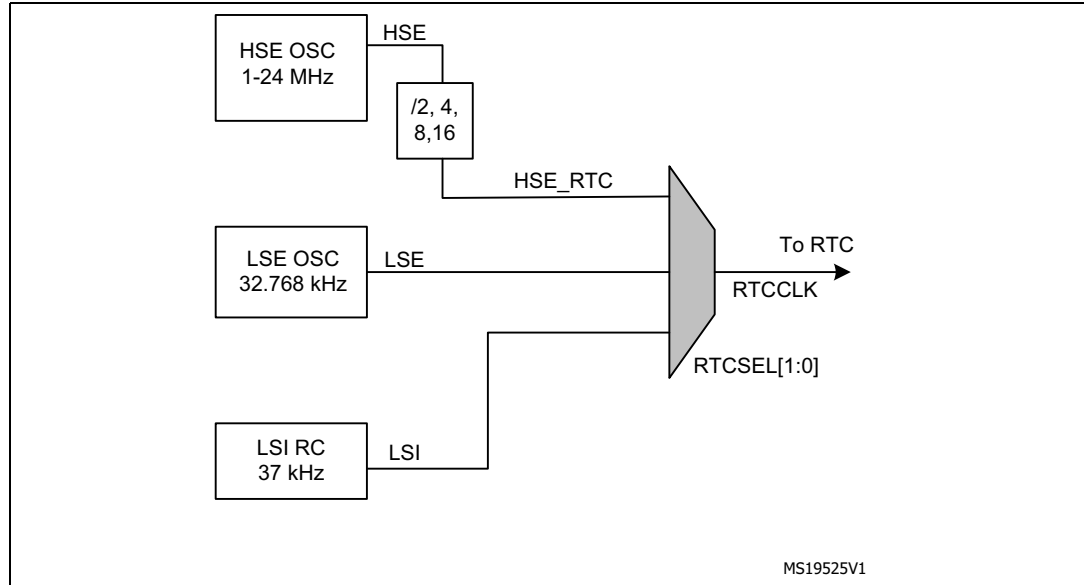 HSE OSC
1-24 MHz
HSE
/2, 4,
8,16
HSE_RTC
LSE OSC
32.768 kHz
LSE
To RTC
RTCCLK
RTCSEL[1:0]
LSI RC
37 kHz
LSI
MS19525V1